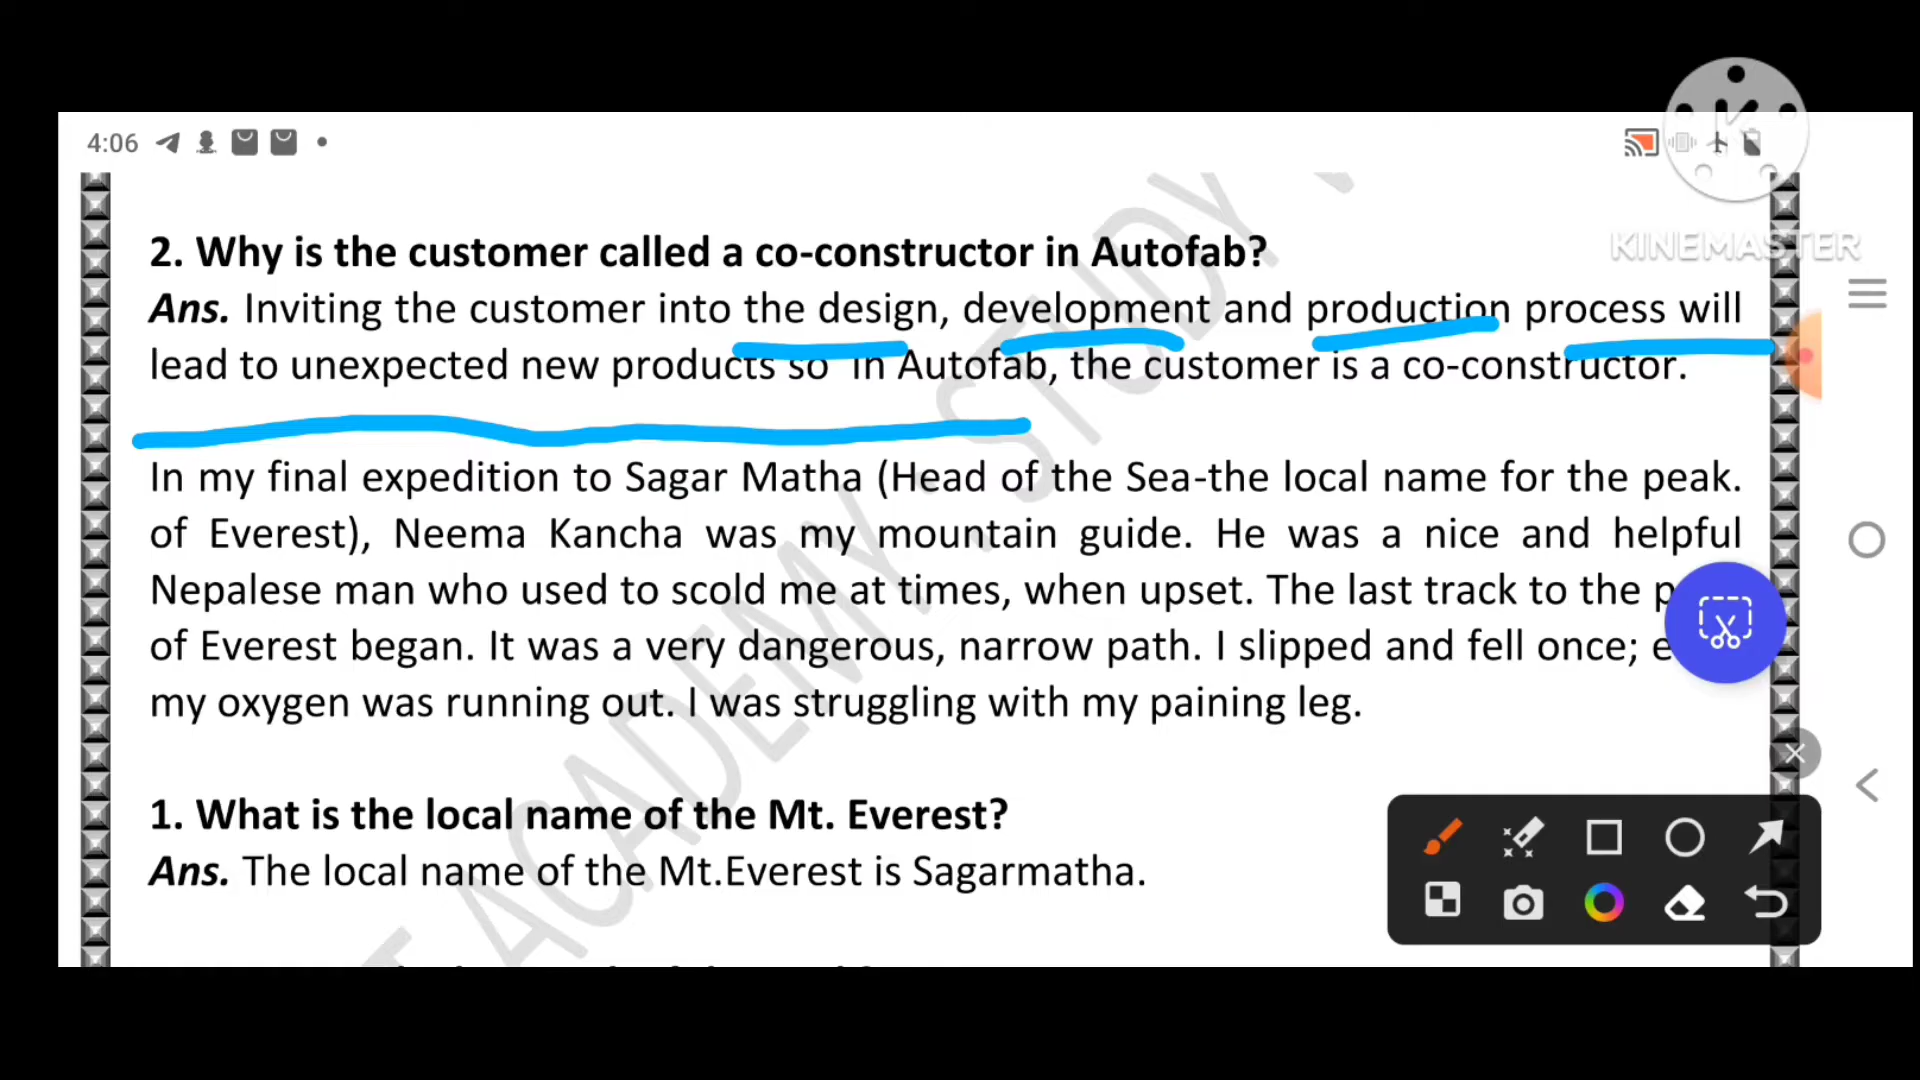 4:06
KINEMASTER
2. Why is the customer called a co-constructor in Autofab?
Ans. Inviting the customer into the design, development and production process will
lead to unexpected new products so in Autofab, the customer is a co-constructor.
In my final expedition to Sagar Matha (Head of the Sea-the local name for the peak.
of Everest), Neema Kancha was my mountain guide. He was a nice and helpful
Nepalese man who used to scold me at times, when upset. The last track to the
of Everest began. It was a very dangerous, narrow path. I slipped and fell once;
my oxygen was running out. I was struggling with my paining leg.
1. What is the local name of the Mt. Everest?
Ans. The local name of the Mt.Everest is Sagarmatha.
ACADEMY STUDY